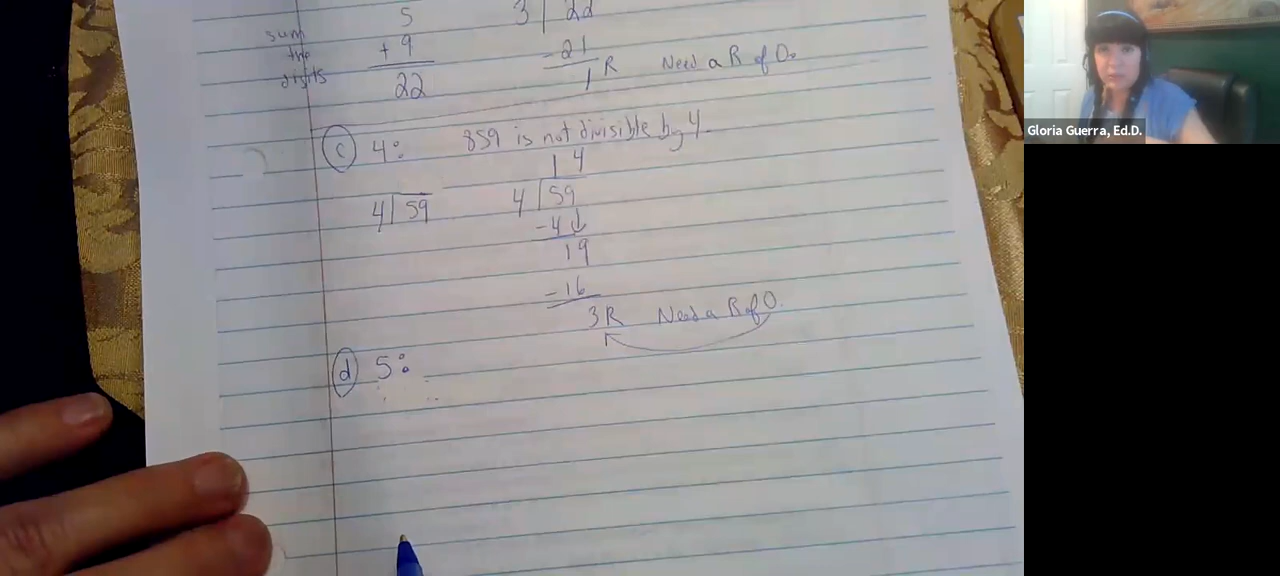 5
3 22
sum
the
+ 9
- 21
digits
22
1 R Need a R of 0.
c 4: 859 is not divisible by 4.
1 4
4 59 4 59
- 4 ↓
19
- 16
3 R Need a R of 0.
d 5:
Gloria Guerra, Ed.D.